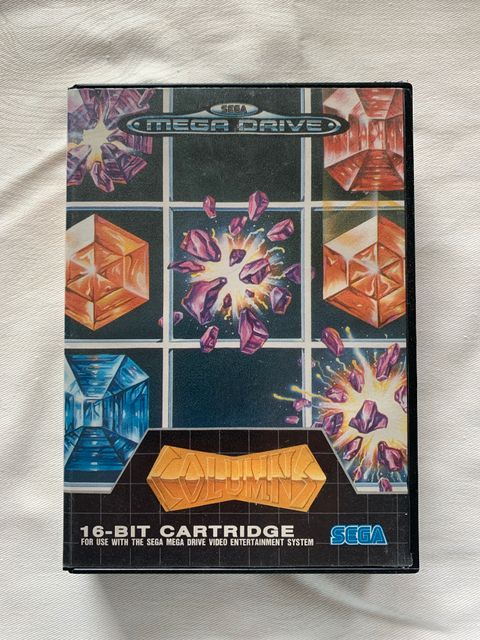 SEGA
MEGA DRIVE
COLUMNS
16-BIT CARTRIDGE
FOR USE WITH THE SEGA MEGA DRIVE VIDEO ENTERTAINMENT SYSTEM
SEGA